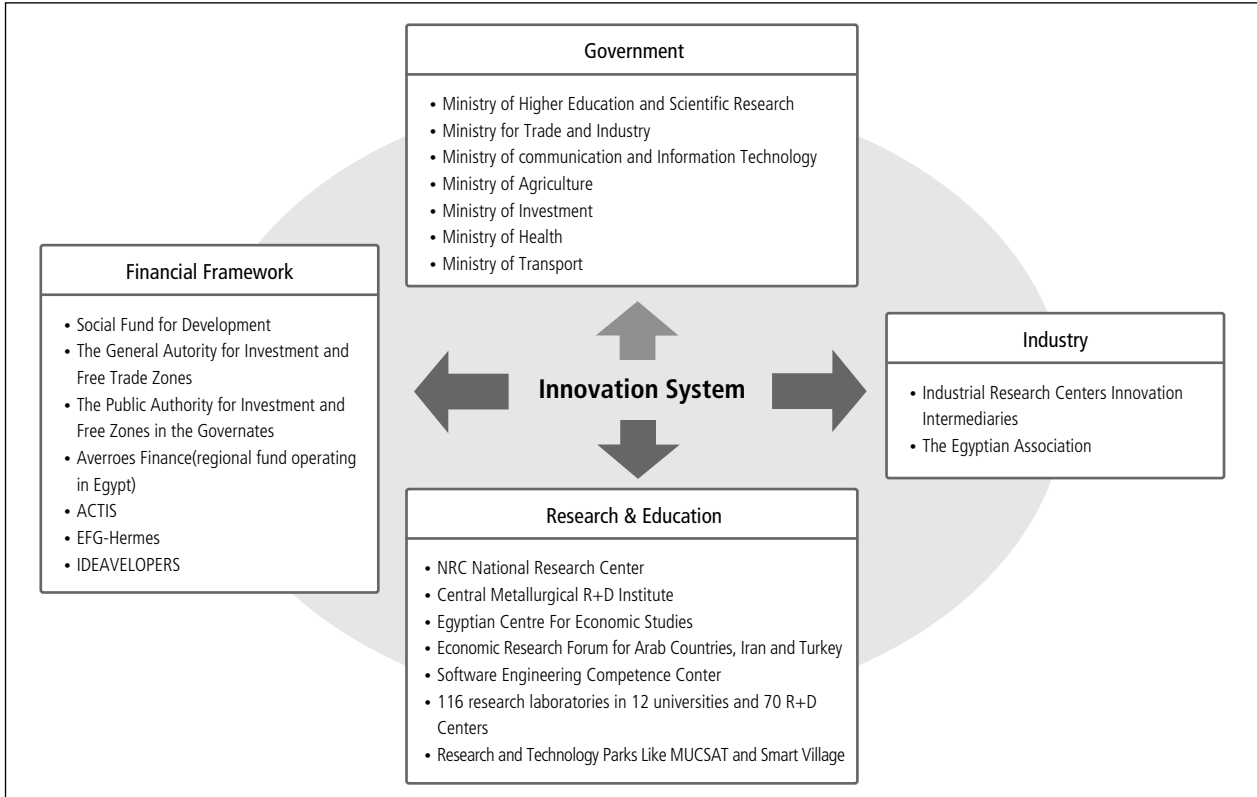 Government
• Ministry of Higher Education and Scientific Research
• Ministry for Trade and Industry
• Ministry of communication and Information Technology
• Ministry of Agriculture
• Ministry of Investment
• Ministry of Health
• Ministry of Transport
Financial Framework
• Social Fund for Development
• The General Autority for Investment and
Free Trade Zones
• The Public Authority for Investment and
Free Zones in the Governates
• Averroes Finance(regional fund operating
in Egypt)
• ACTIS
• EFG-Hermes
• IDEAVELOPERS
Innovation System
Industry
• Industrial Research Centers Innovation
Intermediaries
• The Egyptian Association
Research & Education
• NRC National Research Center
• Central Metallurgical R+D Institute
• Egyptian Centre For Economic Studies
• Economic Research Forum for Arab Countries, Iran and Turkey
• Software Engineering Competence Conter
• 116 research laboratories in 12 universities and 70 R+D
Centers
• Research and Technology Parks Like MUCSAT and Smart Village